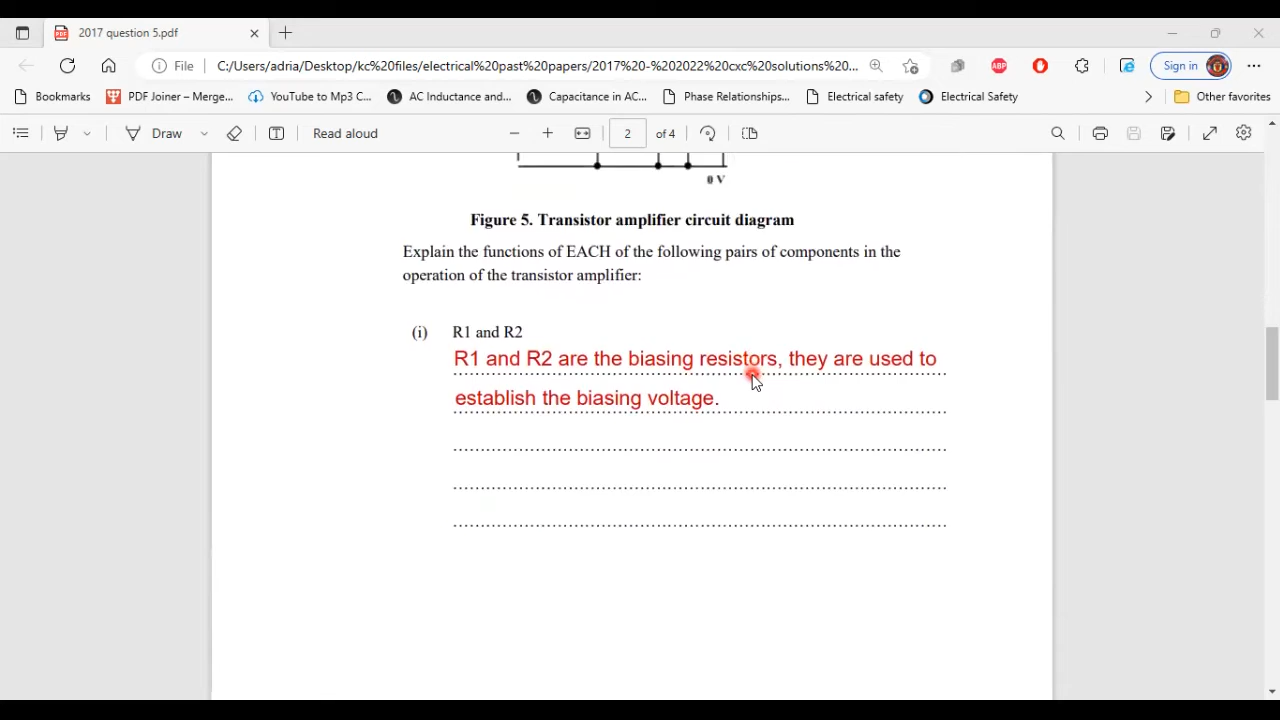 2017 question 5.pdf
File
C:/Users/adria/Desktop/kc%20files/electrical%20past%20papers/2017%20-%202022%20cxc%20solutions%20...
ABP
Sign in
Bookmarks
PDF Joiner – Merge...
YouTube to Mp3 C...
AC Inductance and...
Capacitance in AC...
Phase Relationships...
Electrical safety
Electrical Safety
Other favorites
Draw
Read aloud
2
of 4
0 V
Figure 5. Transistor amplifier circuit diagram
Explain the functions of EACH of the following pairs of components in the
operation of the transistor amplifier:
(i) R1 and R2
R1 and R2 are the biasing resistors, they are used to
establish the biasing voltage.